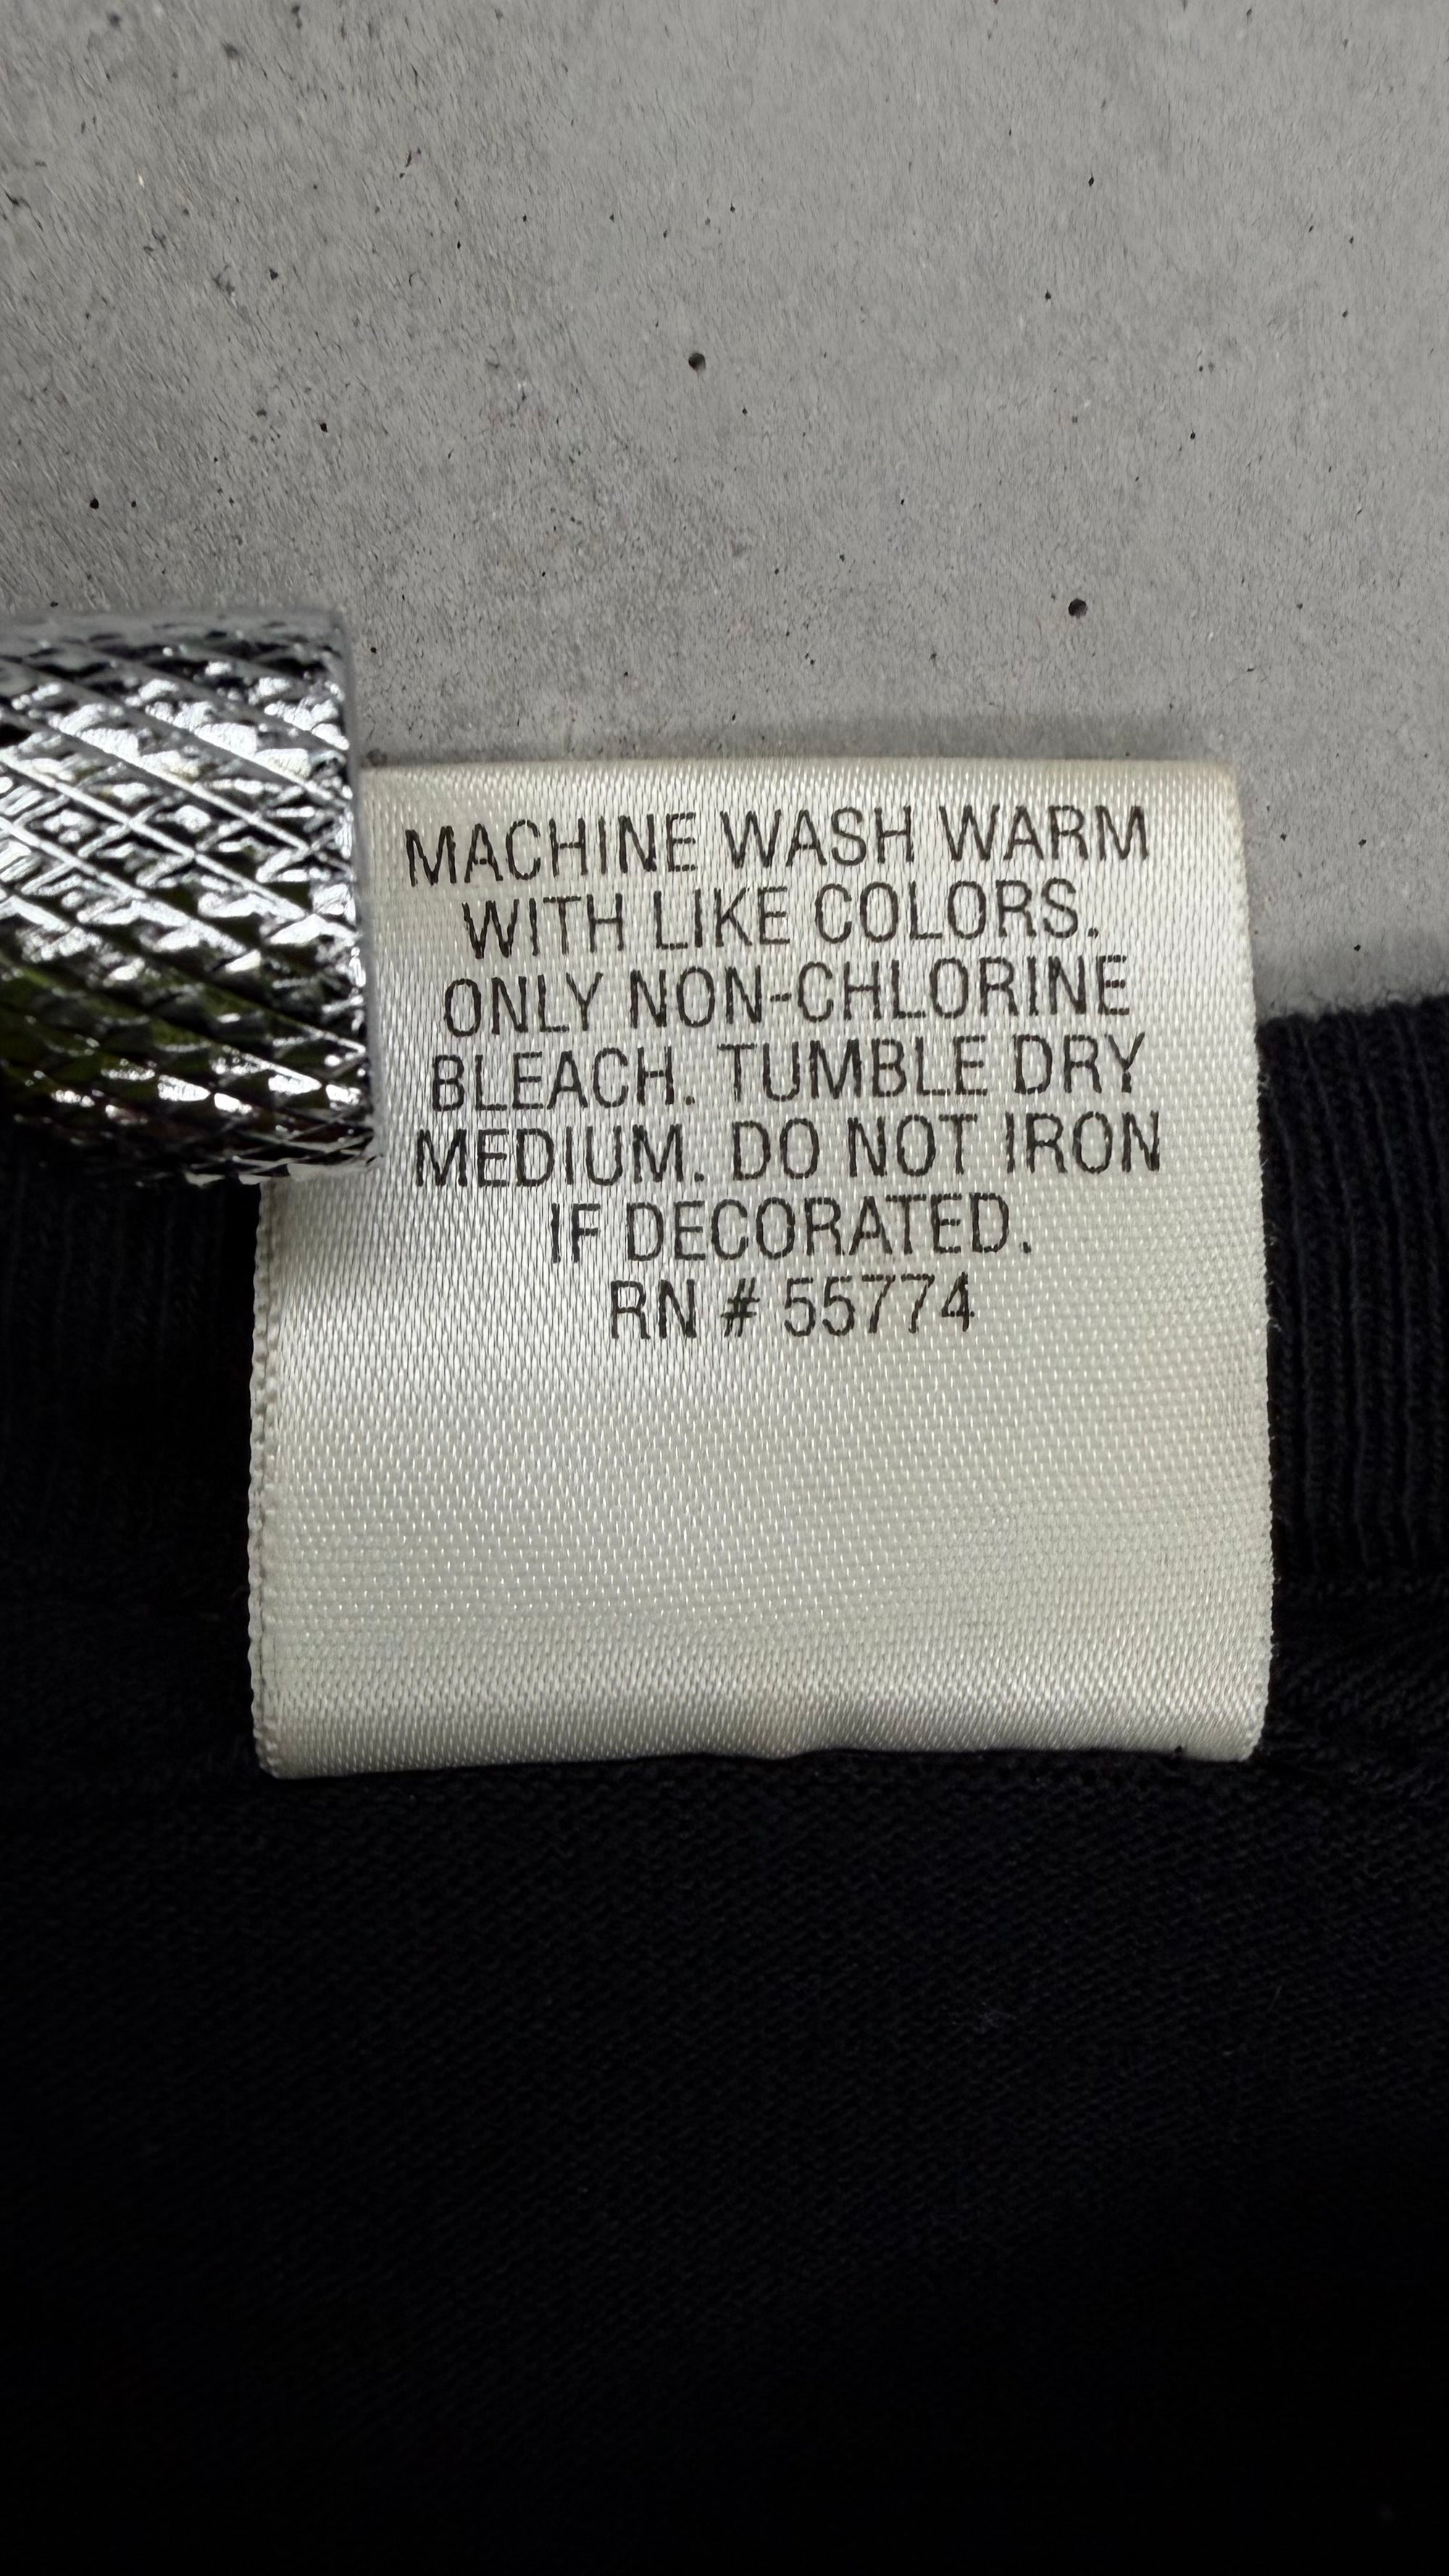 MACHINE WASH WARM
WITH LIKE COLORS.
ONLY NON-CHLORINE
BLEACH. TUMBLE DRY
MEDIUM. DO NOT IRON
IF DECORATED.
RN # 55774